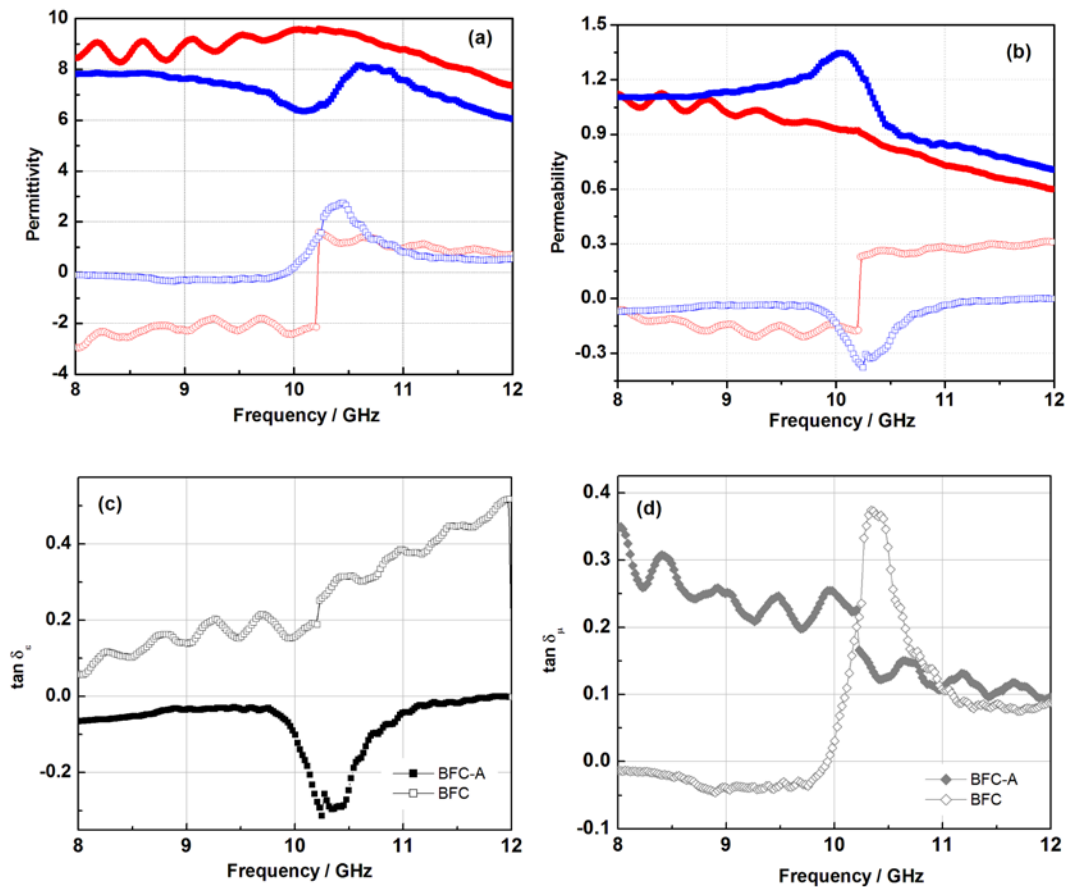 (a)
Permittivity
10
8
6
4
2
0
-2
-4
8 9 10 11 12
Frequency / GHz
(b)
Permeability
1.5
1.2
0.9
0.6
0.3
0.0
-0.3
8 9 10 11 12
Frequency / GHz
(c)
tan δε
0.4
0.2
0.0
-0.2
BFC-A
BFC
8 9 10 11 12
Frequency / GHz
(d)
tan δμ
0.4
0.3
0.2
0.1
0.0
-0.1
BFC-A
BFC
8 9 10 11 12
Frequency / GHz